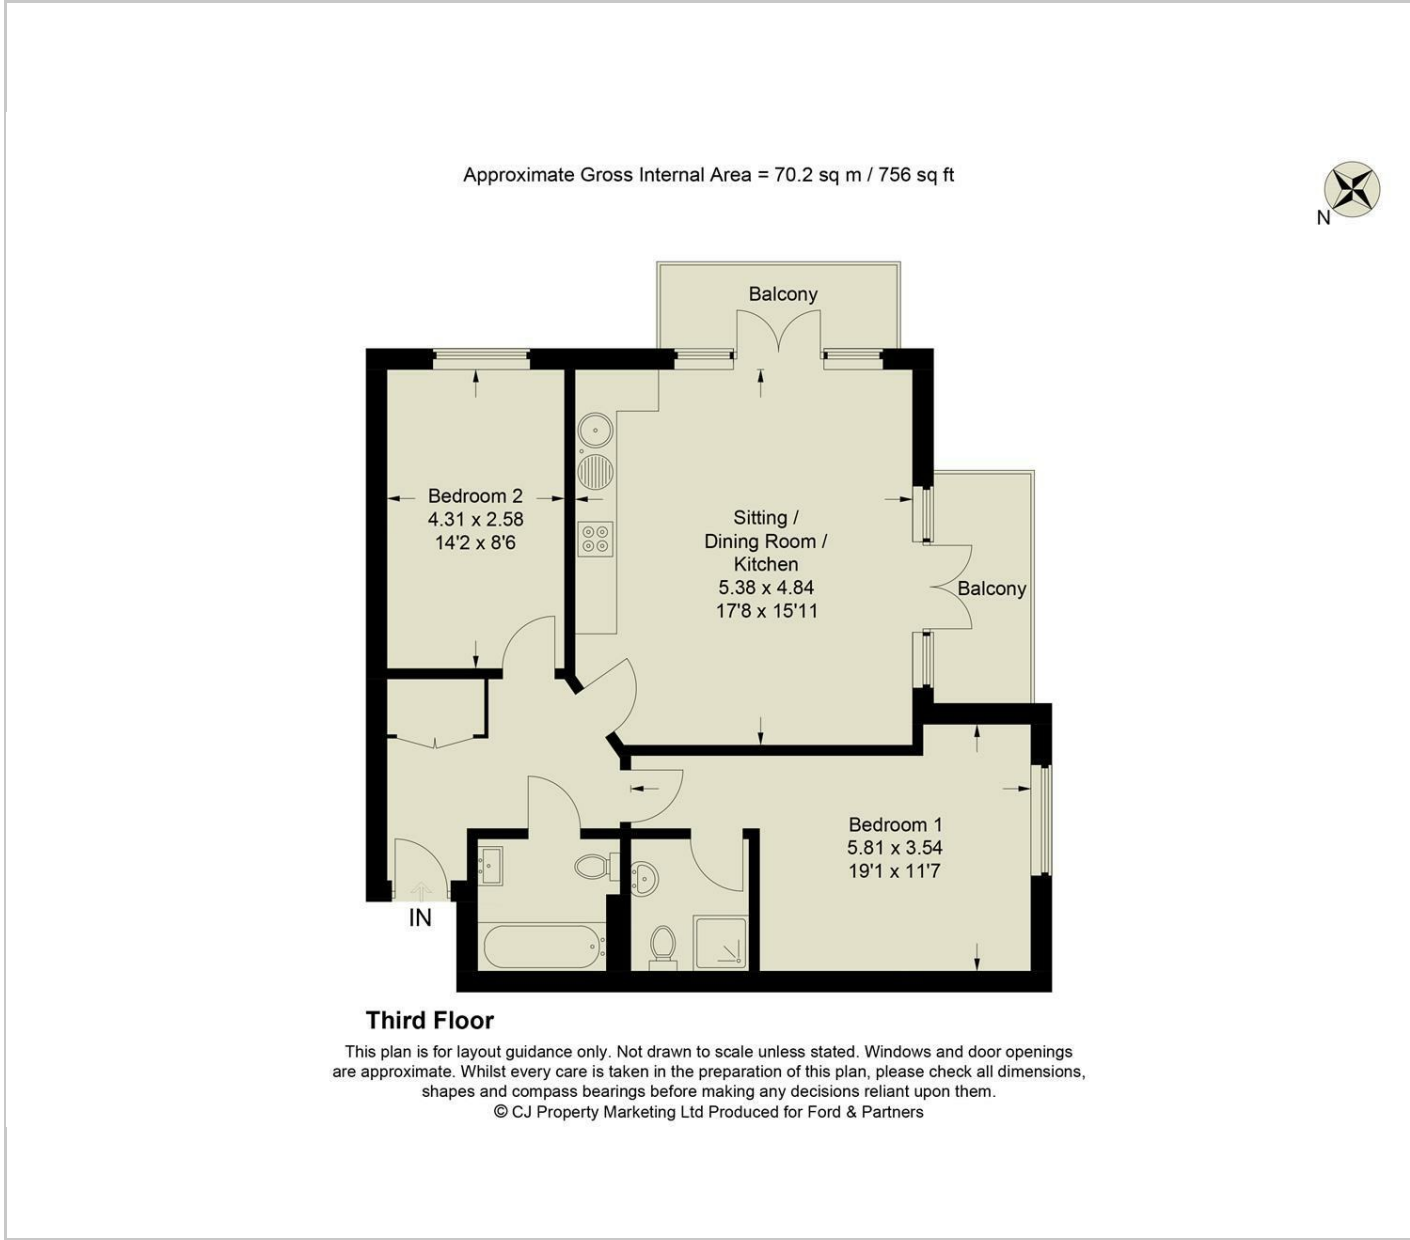 Approximate Gross Internal Area = 70.2 sq m / 756 sq ft
N
Balcony
Bedroom 2
4.31 x 2.58
14'2 x 8'6
Sitting /
Dining Room /
Kitchen
5.38 x 4.84
17'8 x 15'11
Balcony
Bedroom 1
5.81 x 3.54
19'1 x 11'7
IN
Third Floor
This plan is for layout guidance only. Not drawn to scale unless stated. Windows and door openings
are approximate. Whilst every care is taken in the preparation of this plan, please check all dimensions,
shapes and compass bearings before making any decisions reliant upon them.
© CJ Property Marketing Ltd Produced for Ford & Partners